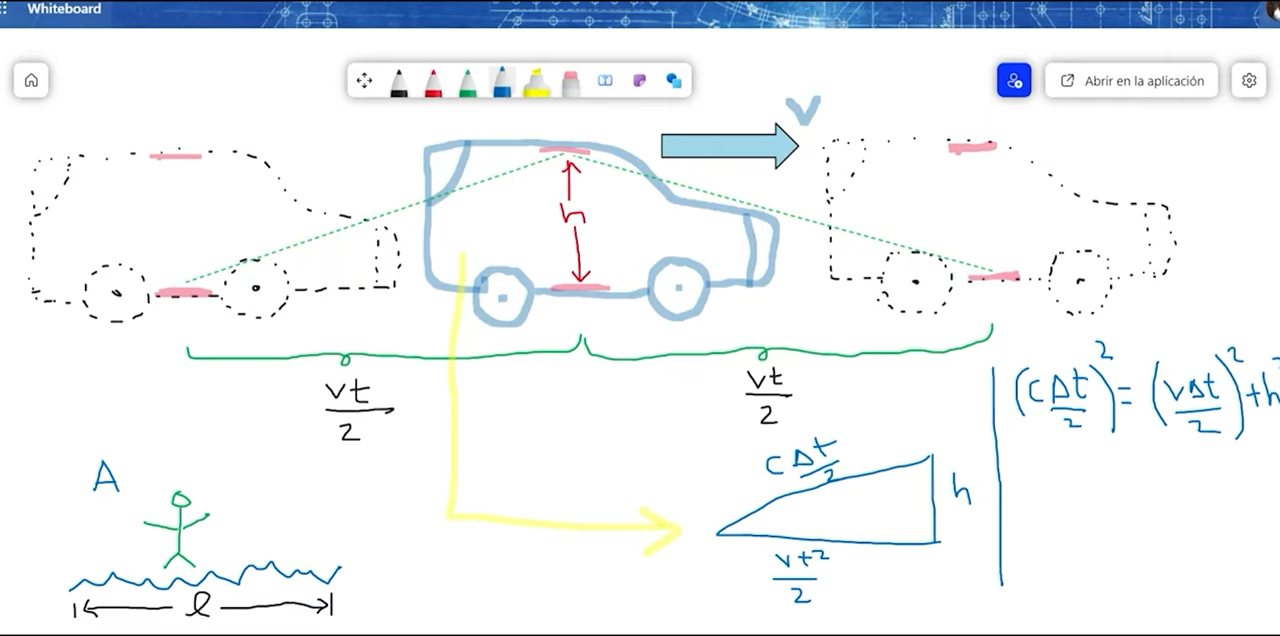 Whiteboard
Abrir en la aplicación
V
h
vt/2
vt/2
(cΔt/2)² = (vΔt/2)² + h²
A
cΔt/2
h
vt²/2
l